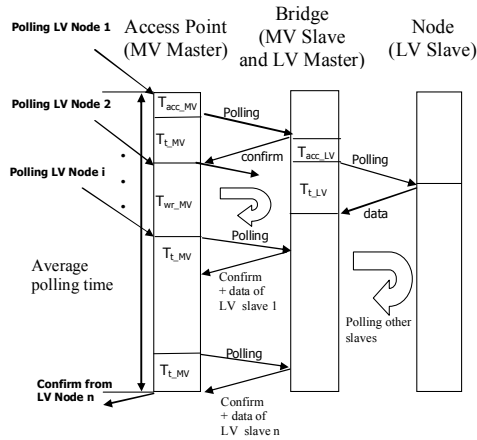 Polling LV Node 1
Access Point
(MV Master)
Bridge
(MV Slave
and LV Master)
Node
(LV Slave)
Polling LV Node 2
T_acc_MV
Polling
T_t_MV
confirm
T_acc_LV
Polling
Polling LV Node i
T_wr_MV
T_t_LV
data
Polling
T_t_MV
Confirm
+ data of
LV slave 1
Average
polling time
Polling other
slaves
Polling
T_t_MV
Confirm from
LV Node n
Confirm
+ data of
LV slave n